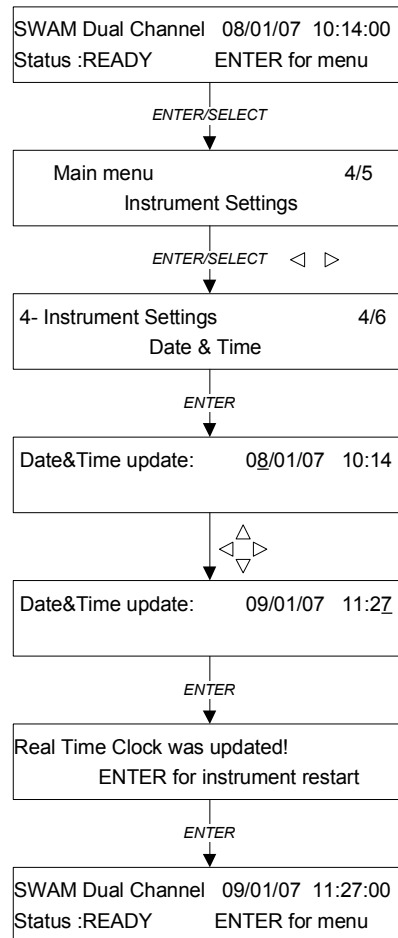 SWAM Dual Channel 08/01/07 10:14:00
Status :READY ENTER for menu
ENTER/SELECT
Main menu 4/5
Instrument Settings
ENTER/SELECT
4- Instrument Settings 4/6
Date & Time
ENTER
Date&Time update: 08/01/07 10:14
Date&Time update: 09/01/07 11:27
ENTER
Real Time Clock was updated!
ENTER for instrument restart
ENTER
SWAM Dual Channel 09/01/07 11:27:00
Status :READY ENTER for menu